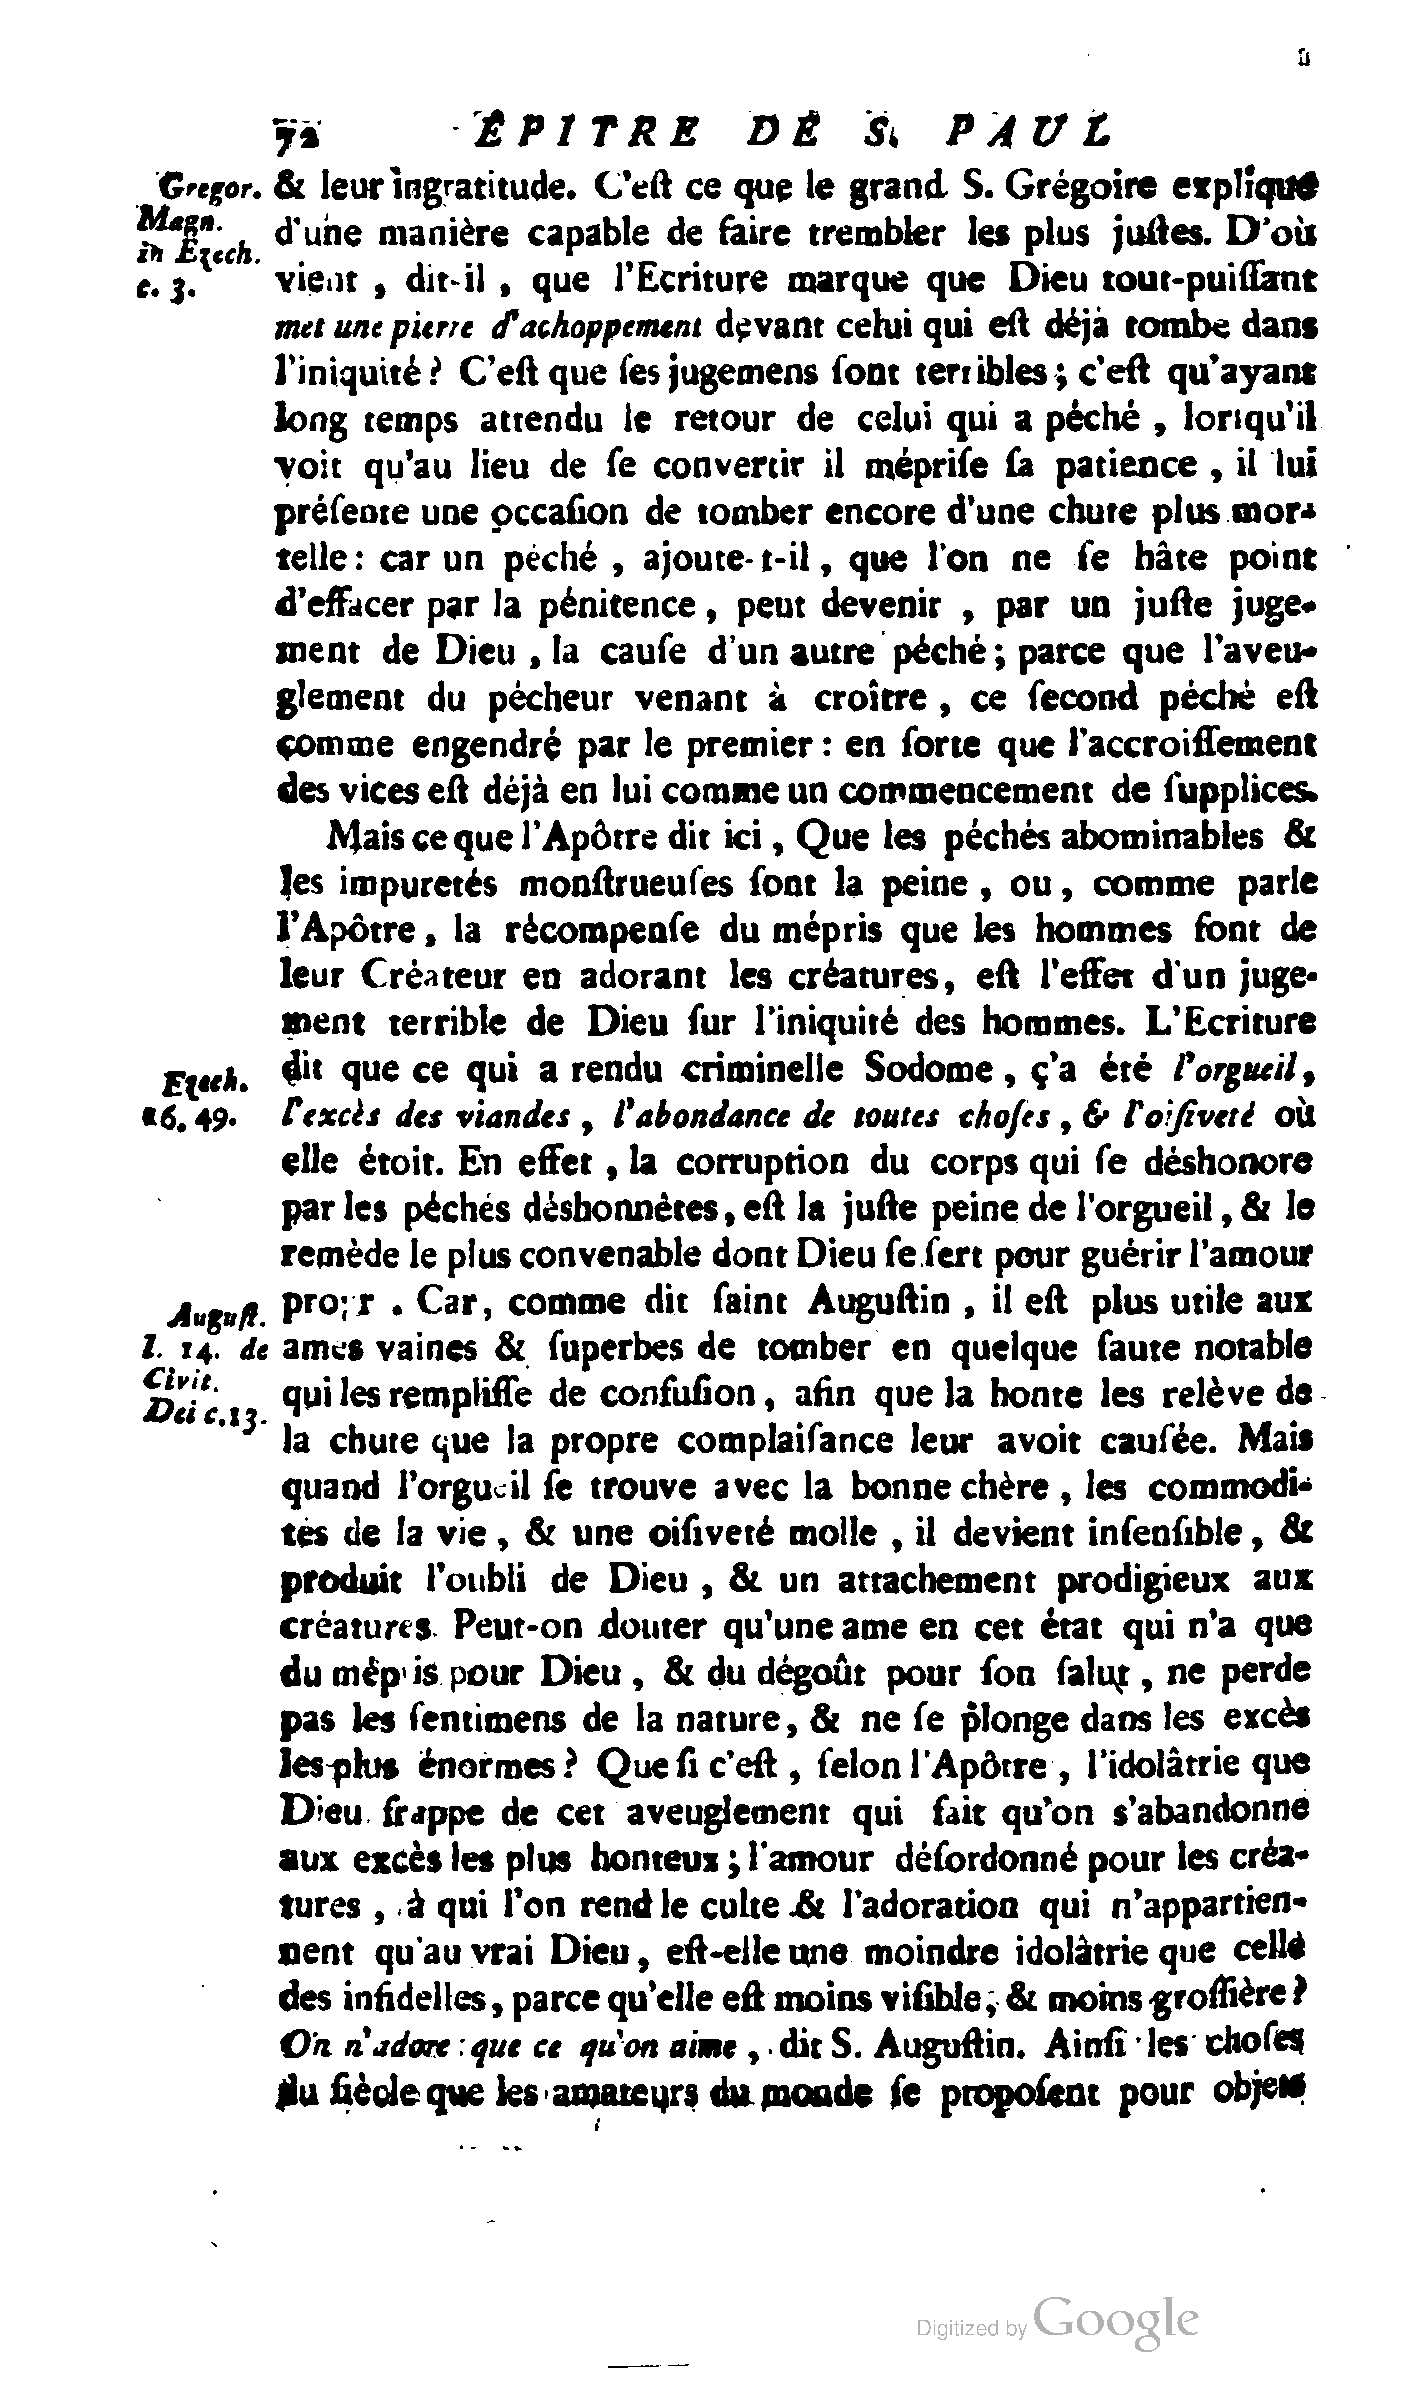 72 ÉPITRE DE S. PAUL
Gregor. & leur ingratitude. C'eſt ce que le grand S. Grégoire explique
Magn. d'une manière capable de faire trembler les plus juſtes. D'où
in Ezech.
c. 3. vient , dit-il , que l'Ecriture marque que Dieu tout-puiſſant
met une pierre d'achoppement devant celui qui eſt déjà tombé dans
l'iniquité ? C'eſt que ſes jugemens ſont terribles ; c'eſt qu'ayant
long temps attendu le retour de celui qui a péché , lorſqu'il
voit qu'au lieu de ſe convertir il mépriſe ſa patience , il lui
préſente une occaſion de tomber encore d'une chute plus mor-
telle : car un péché , ajoute-t-il , que l'on ne ſe hâte point
d'effacer par la pénitence , peut devenir , par un juſte juge-
ment de Dieu , la cauſe d'un autre péché ; parce que l'aveu-
glement du pécheur venant à croître , ce ſecond péché eſt
comme engendré par le premier : en ſorte que l'accroiſſement
des vices eſt déjà en lui comme un commencement de ſupplices.
Mais ce que l'Apôtre dit ici , Que les péchés abominables &
les impuretés monſtrueuſes ſont la peine , ou , comme parle
l'Apôtre , la récompenſe du mépris que les hommes font de
leur Créateur en adorant les créatures , eſt l'effet d'un juge-
ment terrible de Dieu ſur l'iniquité des hommes. L'Ecriture
Ezech. dit que ce qui a rendu criminelle Sodome , ç'a été l'orgueil ,
16. 49. l'excès des viandes , l'abondance de toutes choſes , & l'oiſiveté où
elle étoit. En effet , la corruption du corps qui ſe déshonore
par les péchés déshonnêtes , eſt la juſte peine de l'orgueil , & le
remède le plus convenable dont Dieu ſe ſert pour guérir l'amour
Auguſt. . Car , comme dit ſaint Auguſtin , il eſt plus utile aux
l. 14. de ames vaines & ſuperbes de tomber en quelque faute notable
Civit. qui les rempliſſe de confuſion , afin que la honte les relève de
Dei c. 13.
la chute que la propre complaiſance leur avoit cauſée. Mais
quand l'orgueil ſe trouve avec la bonne chère , les commodi-
tés de la vie , & une oiſiveté molle , il devient inſenſible , &
produit l'oubli de Dieu , & un attachement prodigieux aux
créatures. Peut-on douter qu'une ame en cet état qui n'a que
du mépris pour Dieu , & du dégoût pour ſon ſalut , ne perde
pas les ſentimens de la nature , & ne ſe plonge dans les excès
les plus énormes ? Que ſi c'eſt , ſelon l'Apôtre , l'idolâtrie que
Dieu frappe de cet aveuglement qui fait qu'on s'abandonne
aux excès les plus honteux ; l'amour déſordonné pour les créa-
tures , à qui l'on rend le culte & l'adoration qui n'appartien-
nent qu'au vrai Dieu , eſt-elle une moindre idolâtrie que celle
des infidelles , parce qu'elle eſt moins viſible , & moins groſſière ?
On n'adore que ce qu'on aime , dit S. Auguſtin. Ainſi les choſes
du ſiècle que les amateurs du monde ſe propoſent pour objets
Digitized by Google